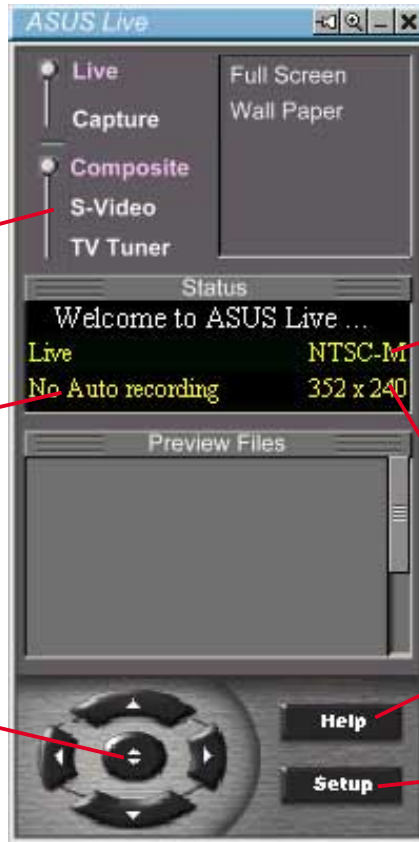 ASUS Live
Live
Capture
Composite
S-Video
TV Tuner
Full Screen
Wall Paper
Status
Welcome to ASUS Live ...
Live NTSC-M
No Auto recording 352 x 240
Preview Files
Help
Setup